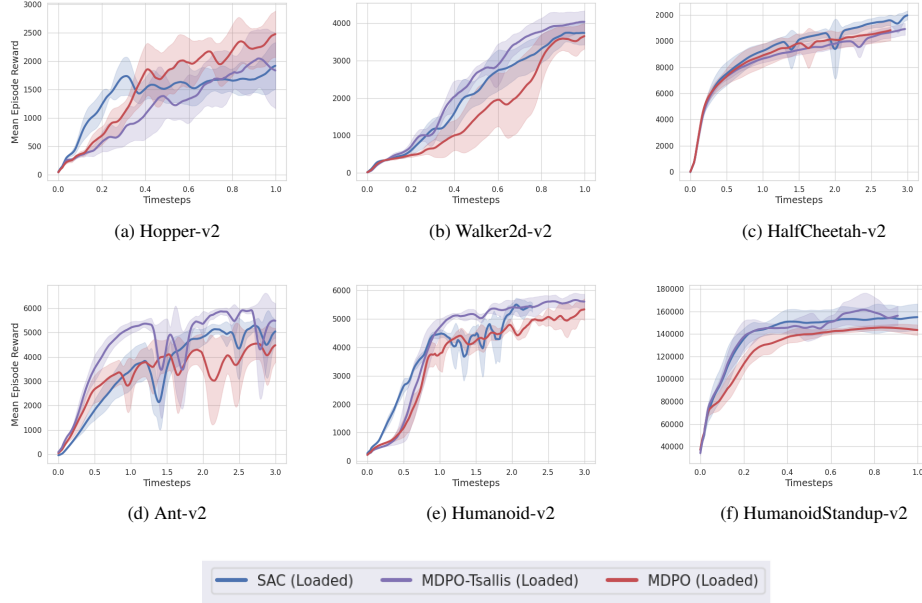 Mean Episode Reward
3000
2500
2000
1500
1000
500
0
0.0 0.2 0.4 0.6 0.8 1.0
Timesteps
(a) Hopper-v2
4000
3000
2000
1000
0
0.0 0.2 0.4 0.6 0.8 1.0
Timesteps
(b) Walker2d-v2
2000
0000
8000
6000
4000
2000
0
0.0 0.5 1.0 1.5 2.0 2.5 3.0
Timesteps
(c) HalfCheetah-v2
Mean Episode Reward
6000
5000
4000
3000
2000
1000
0
0.0 0.5 1.0 1.5 2.0 2.5 3.0
Timesteps
(d) Ant-v2
6000
5000
4000
3000
2000
1000
0
0.0 0.5 1.0 1.5 2.0 2.5 3.0
Timesteps
(e) Humanoid-v2
180000
160000
140000
120000
100000
80000
60000
40000
0.0 0.2 0.4 0.6 0.8 1.0
Timesteps
(f) HumanoidStandup-v2
SAC (Loaded) MDPO-Tsallis (Loaded) MDPO (Loaded)